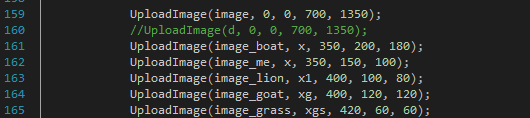 159 UploadImage(image, 0, 0, 700, 1350);
160 //UploadImage(d, 0, 0, 700, 1350);
161 UploadImage(image_boat, x, 350, 200, 180);
162 UploadImage(image_me, x, 350, 150, 100);
163 UploadImage(image_lion, x1, 400, 100, 80);
164 UploadImage(image_goat, xg, 400, 120, 120);
165 UploadImage(image_grass, xgs, 420, 60, 60);